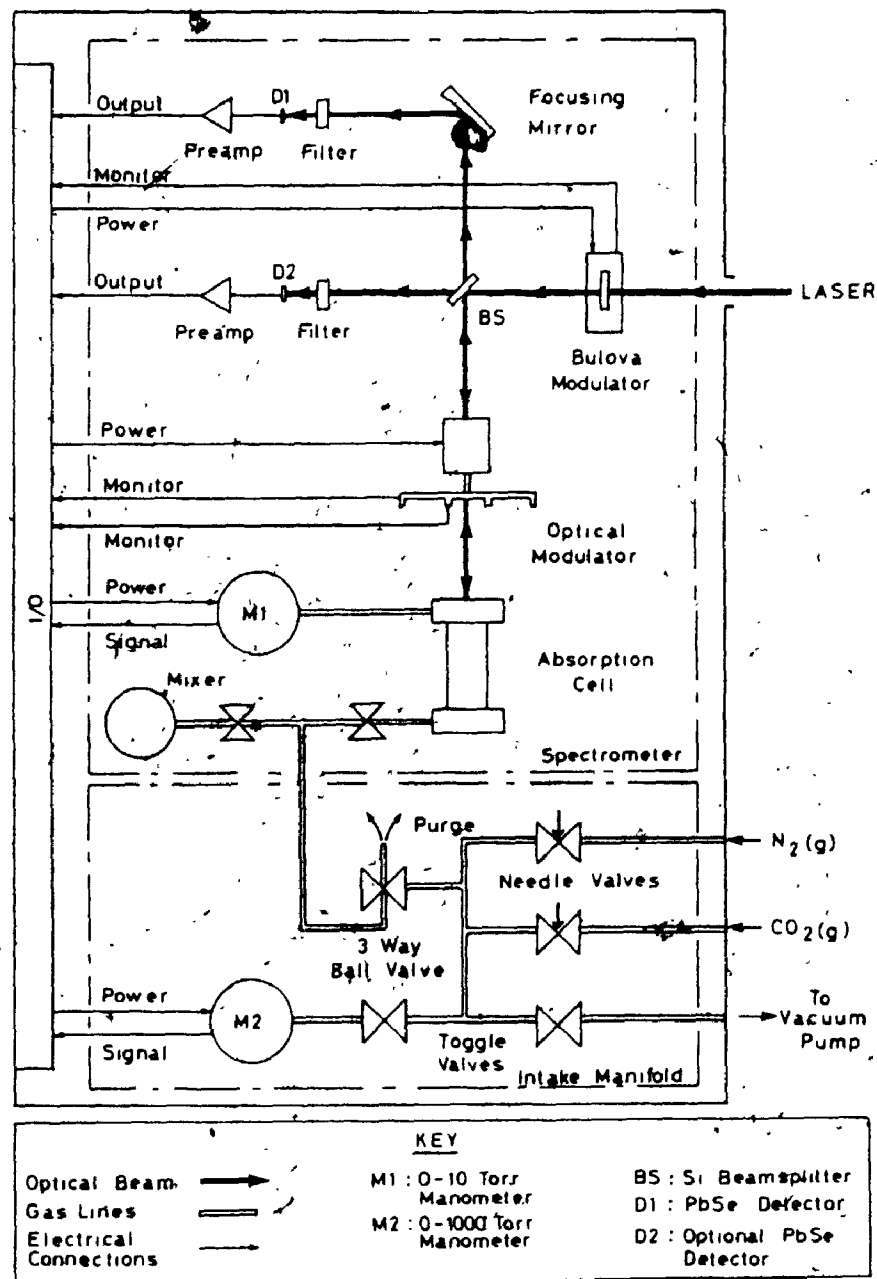 Output
D1
Focusing
Mirror
Preamp
Filter
Monitor
Power
Output
D2
LASER
Preamp
Filter
BS
Bulova
Modulator
Power
Monitor
Monitor
Optical
Modulator
I/O
Power
M1
Signal
Absorption
Cell
Mixer
Spectrometer
Purge
N2(g)
Needle Valves
CO2(g)
3 Way
Ball Valve
Power
M2
Signal
Toggle
Valves
To
Vacuum
Pump
Intake Manifold
KEY
Optical Beam
Gas Lines
Electrical
Connections
M1 : 0-10 Torr
Manometer
M2 : 0-1000 Torr
Manometer
BS : Si Beamsplitter
D1 : PbSe Detector
D2 : Optional PbSe
Detector